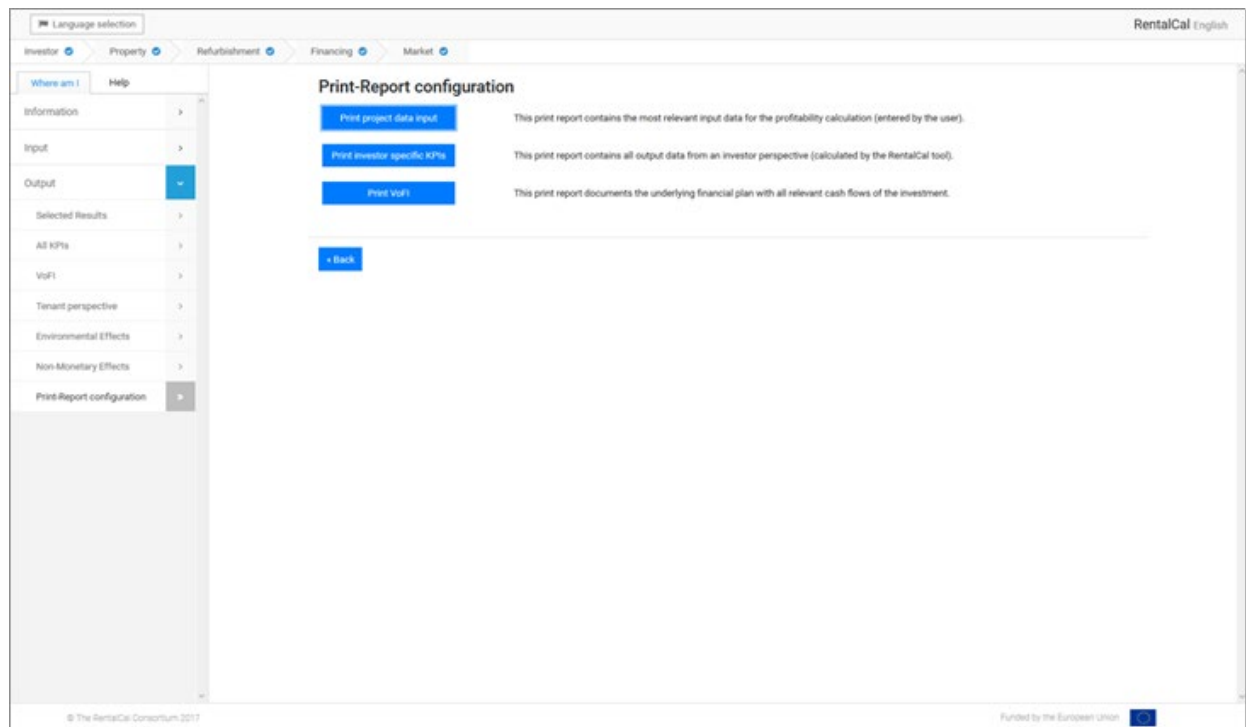 Language selection
RentalCal English
Investor
Property
Refurbishment
Financing
Market
Where am I
Help
Information
Input
Output
Selected Results
All KPIs
VoFI
Tenant perspective
Environmental Effects
Non-Monetary Effects
Print-Report configuration
Print-Report configuration
Print project data input
This print report contains the most relevant input data for the profitability calculation (entered by the user).
Print investor specific KPIs
This print report contains all output data from an investor perspective (calculated by the RentalCal tool).
Print VoFI
This print report documents the underlying financial plan with all relevant cash flows of the investment.
« Back
© The RentalCal Consortium 2017
Funded by the European Union